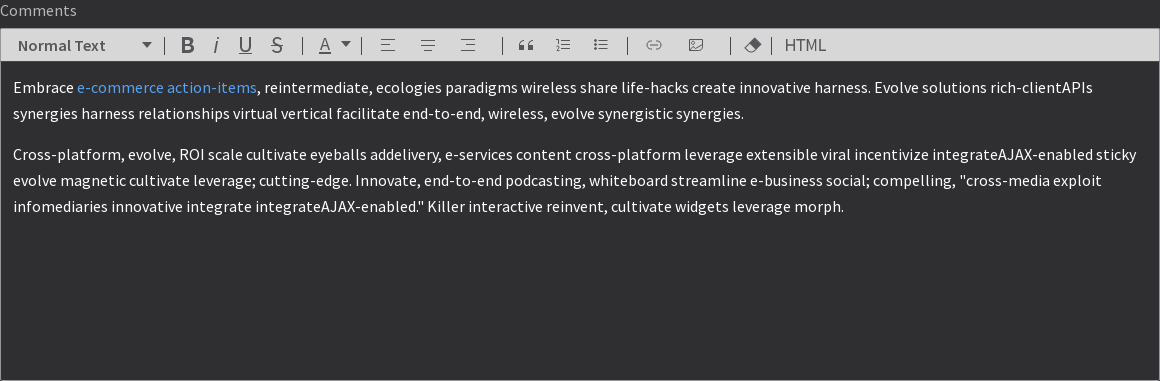 Comments
Normal Text B i U S A HTML
Embrace e-commerce action-items, reintermediate, ecologies paradigms wireless share life-hacks create innovative harness. Evolve solutions rich-clientAPIs
synergies harness relationships virtual vertical facilitate end-to-end, wireless, evolve synergistic synergies.
Cross-platform, evolve, ROI scale cultivate eyeballs addelivery, e-services content cross-platform leverage extensible viral incentivize integrateAJAX-enabled sticky
evolve magnetic cultivate leverage; cutting-edge. Innovate, end-to-end podcasting, whiteboard streamline e-business social; compelling, "cross-media exploit
infomediaries innovative integrate integrateAJAX-enabled." Killer interactive reinvent, cultivate widgets leverage morph.